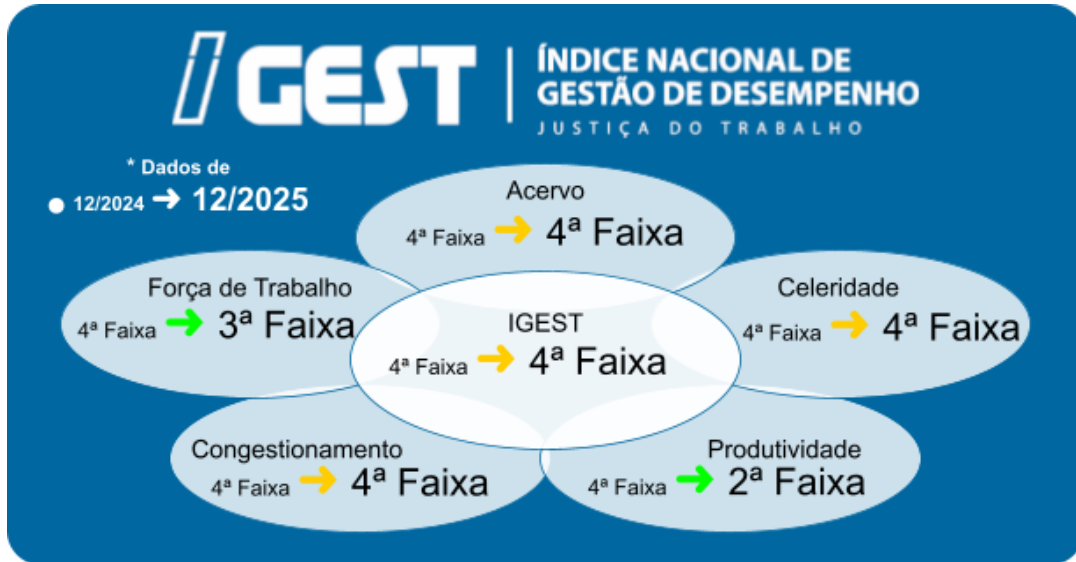 iGEST
ÍNDICE NACIONAL DE
GESTÃO DE DESEMPENHO
JUSTIÇA DO TRABALHO
* Dados de
12/2024 ➜ 12/2025
Acervo
4ª Faixa ➜ 4ª Faixa
Força de Trabalho
4ª Faixa ➜ 3ª Faixa
IGEST
4ª Faixa ➜ 4ª Faixa
Celeridade
4ª Faixa ➜ 4ª Faixa
Congestionamento
4ª Faixa ➜ 4ª Faixa
Produtividade
4ª Faixa ➜ 2ª Faixa